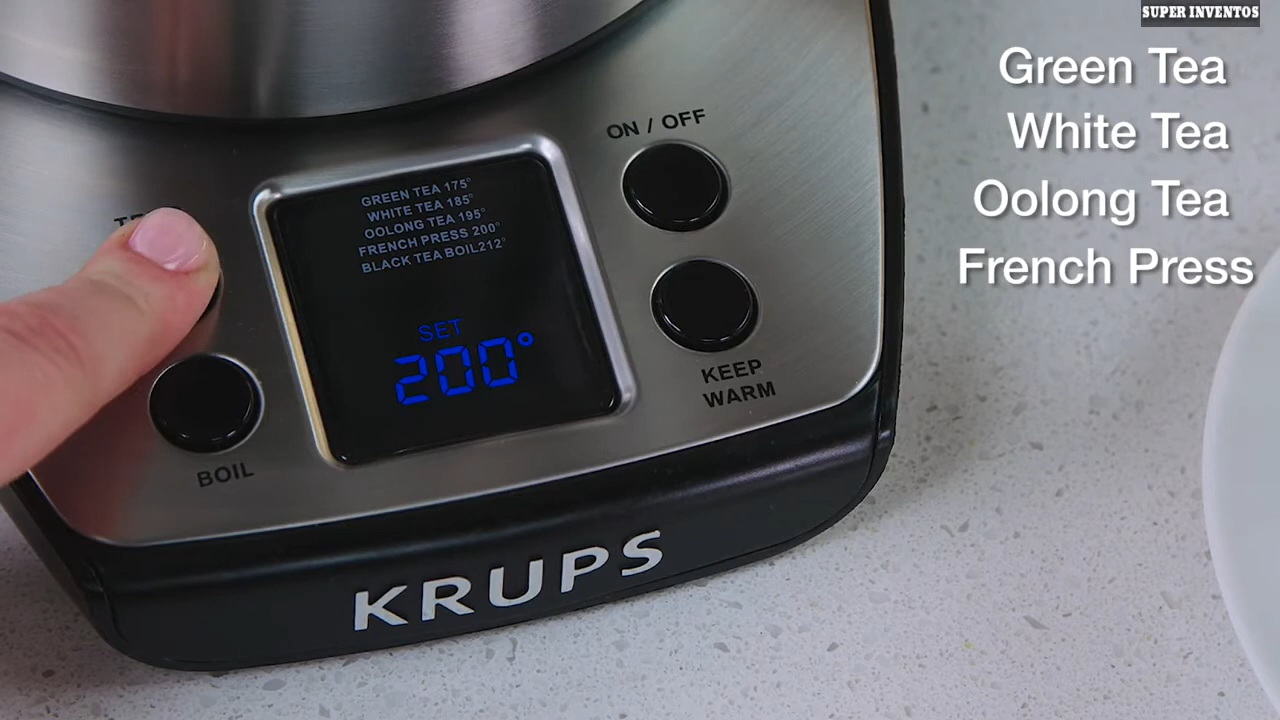 SUPER INVENTOS
Green Tea
White Tea
Oolong Tea
French Press
ON / OFF
GREEN TEA 175°
WHITE TEA 185°
OOLONG TEA 195°
FRENCH PRESS 200°
BLACK TEA BOIL212°
SET
200°
KEEP
WARM
BOIL
KRUPS